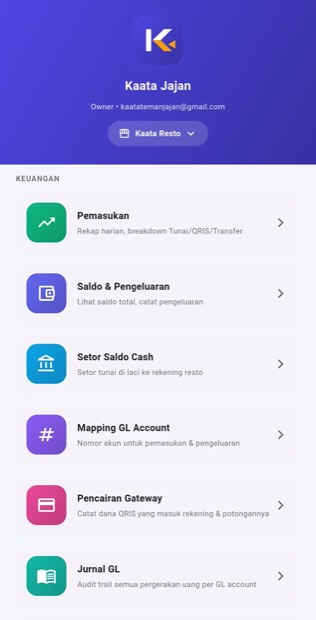 Kaata Jajan
Owner • kaatatemanjajan@gmail.com
Kaata Resto
KEUANGAN
Pemasukan
Rekap harian, breakdown Tunai/QRIS/Transfer
Saldo & Pengeluaran
Lihat saldo total, catat pengeluaran
Setor Saldo Cash
Setor tunai di laci ke rekening resto
Mapping GL Account
Nomor akun untuk pemasukan & pengeluaran
Pencairan Gateway
Catat dana QRIS yang masuk rekening & potongannya
Jurnal GL
Audit trail semua pergerakan uang per GL account